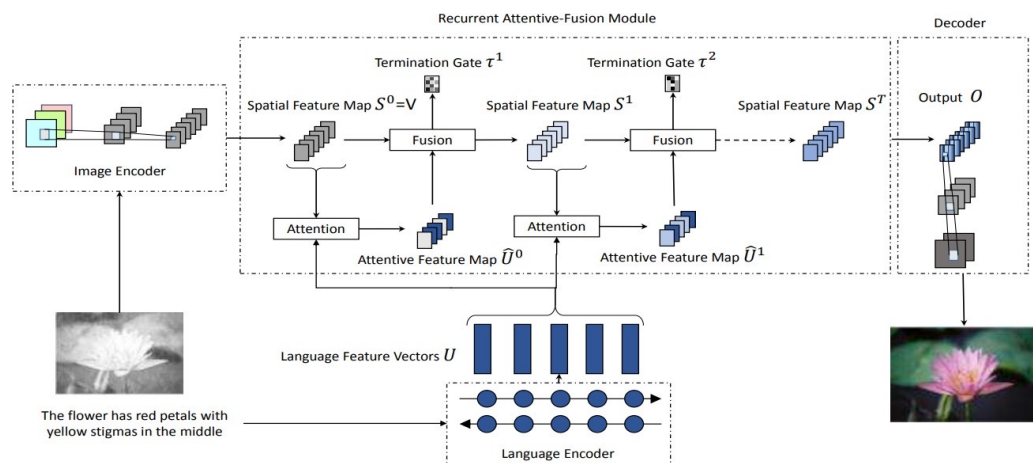 Recurrent Attentive-Fusion Module
Decoder
Termination Gate τ¹
Termination Gate τ²
Spatial Feature Map S⁰=V
Spatial Feature Map S¹
Spatial Feature Map Sᵀ
Output O
Fusion
Fusion
Image Encoder
Attention
Attention
Attentive Feature Map Û⁰
Attentive Feature Map Û¹
Language Feature Vectors U
The flower has red petals with
yellow stigmas in the middle
Language Encoder